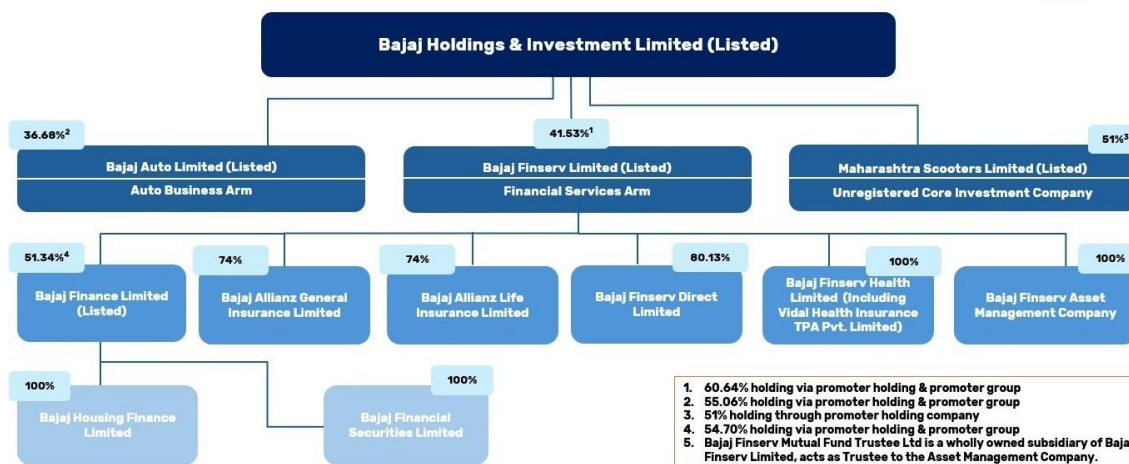 Bajaj Holdings & Investment Limited (Listed)
36.68%²
41.53%¹
51%³
Bajaj Auto Limited (Listed)
Auto Business Arm
Bajaj Finserv Limited (Listed)
Financial Services Arm
Maharashtra Scooters Limited (Listed)
Unregistered Core Investment Company
51.34%⁴
74%
74%
80.13%
100%
100%
Bajaj Finance Limited
(Listed)
Bajaj Allianz General
Insurance Limited
Bajaj Allianz Life
Insurance Limited
Bajaj Finserv Direct
Limited
Bajaj Finserv Health
Limited (Including
Vidal Health Insurance
TPA Pvt. Limited)
Bajaj Finserv Asset
Management Company
100%
100%
Bajaj Housing Finance
Limited
Bajaj Financial
Securities Limited
1. 60.64% holding via promoter holding & promoter group
2. 55.06% holding via promoter holding & promoter group
3. 51% holding through promoter holding company
4. 54.70% holding via promoter holding & promoter group
5. Bajaj Finserv Mutual Fund Trustee Ltd is a wholly owned subsidiary of Baja
Finserv Limited, acts as Trustee to the Asset Management Company.